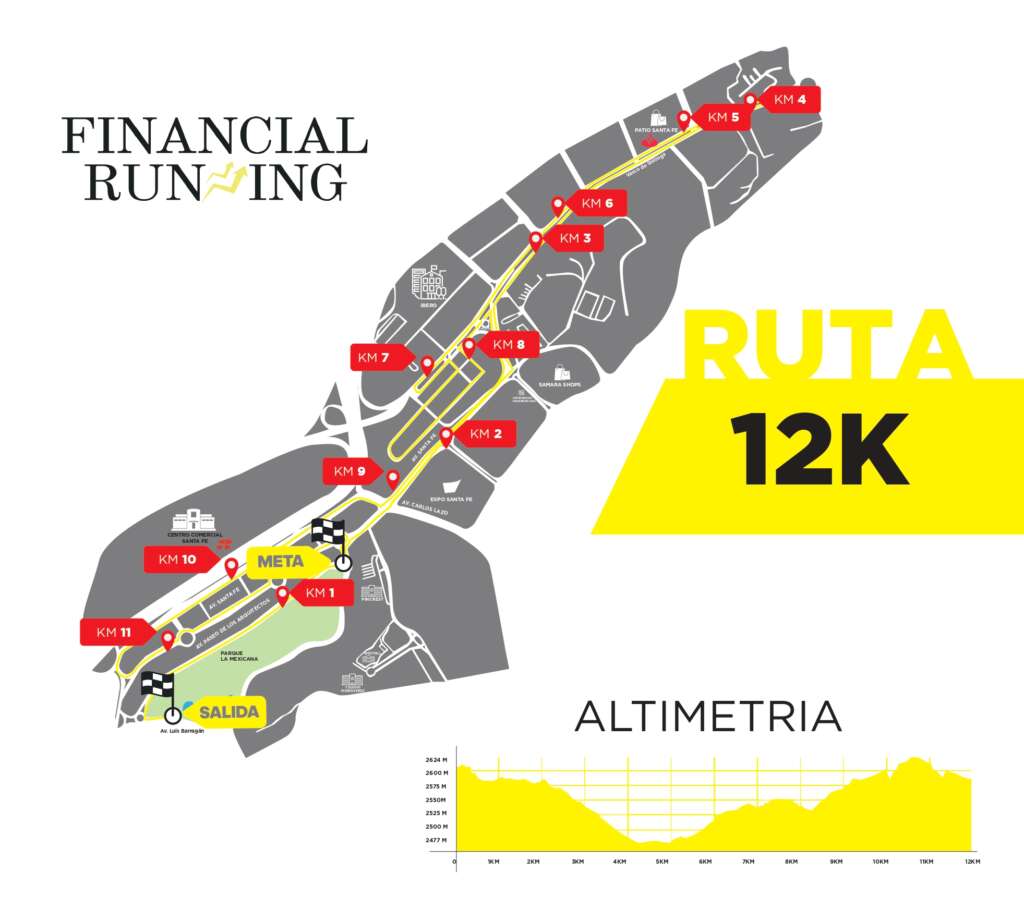 FINANCIAL
RUNNING
KM 4
KM 5
PATIO SANTA FE
Vasco de Quiroga
KM 6
KM 3
IBERO
KM 8
KM 7
SAMARA SHOPS
AV. SANTA FE
KM 2
KM 9
EXPO SANTA FE
AV. CARLOS LAZO
CENTRO COMERCIAL
SANTA FE
META
KM 10
AV. SANTA FE
KM 1
AV. PASEO DE LOS ARQUITECTOS
KM 11
PARQUE
LA MEXICANA
SALIDA
Av. Luis Barragán
RUTA
12K
ALTIMETRIA
2624 M
2600 M
2575 M
2550M
2525 M
2500 M
2477 M
0 1KM 2KM 3KM 4KM 5KM 6KM 7KM 8KM 9KM 10KM 11KM 12KM